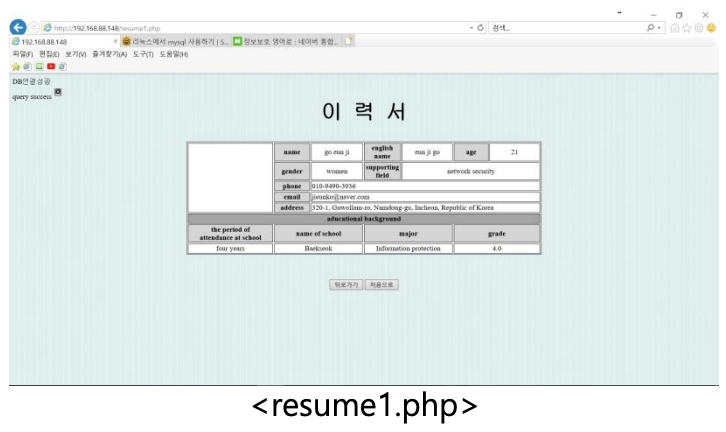 http://192.168.88.148/resume1.php
검색...
192.168.88.148
리눅스에서 mysql 사용하기 | S...
정보보호 영어로 : 네이버 통합...
파일(F) 편집(E) 보기(V) 즐겨찾기(A) 도구(T) 도움말(H)
DB연결성공
query success
이 력 서
name go eun ji english name eun ji go age 21
gender women supporting field network security
phone 010-9490-3936
email jieunko@naver.com
address 320-1, Guwollam-ro, Namdong-gu, Incheon, Republic of Korea
aducational background
the period of attendance at school name of school major grade
four years Baekseok Information protection 4.0
뒤로가기 처음으로
<resume1.php>